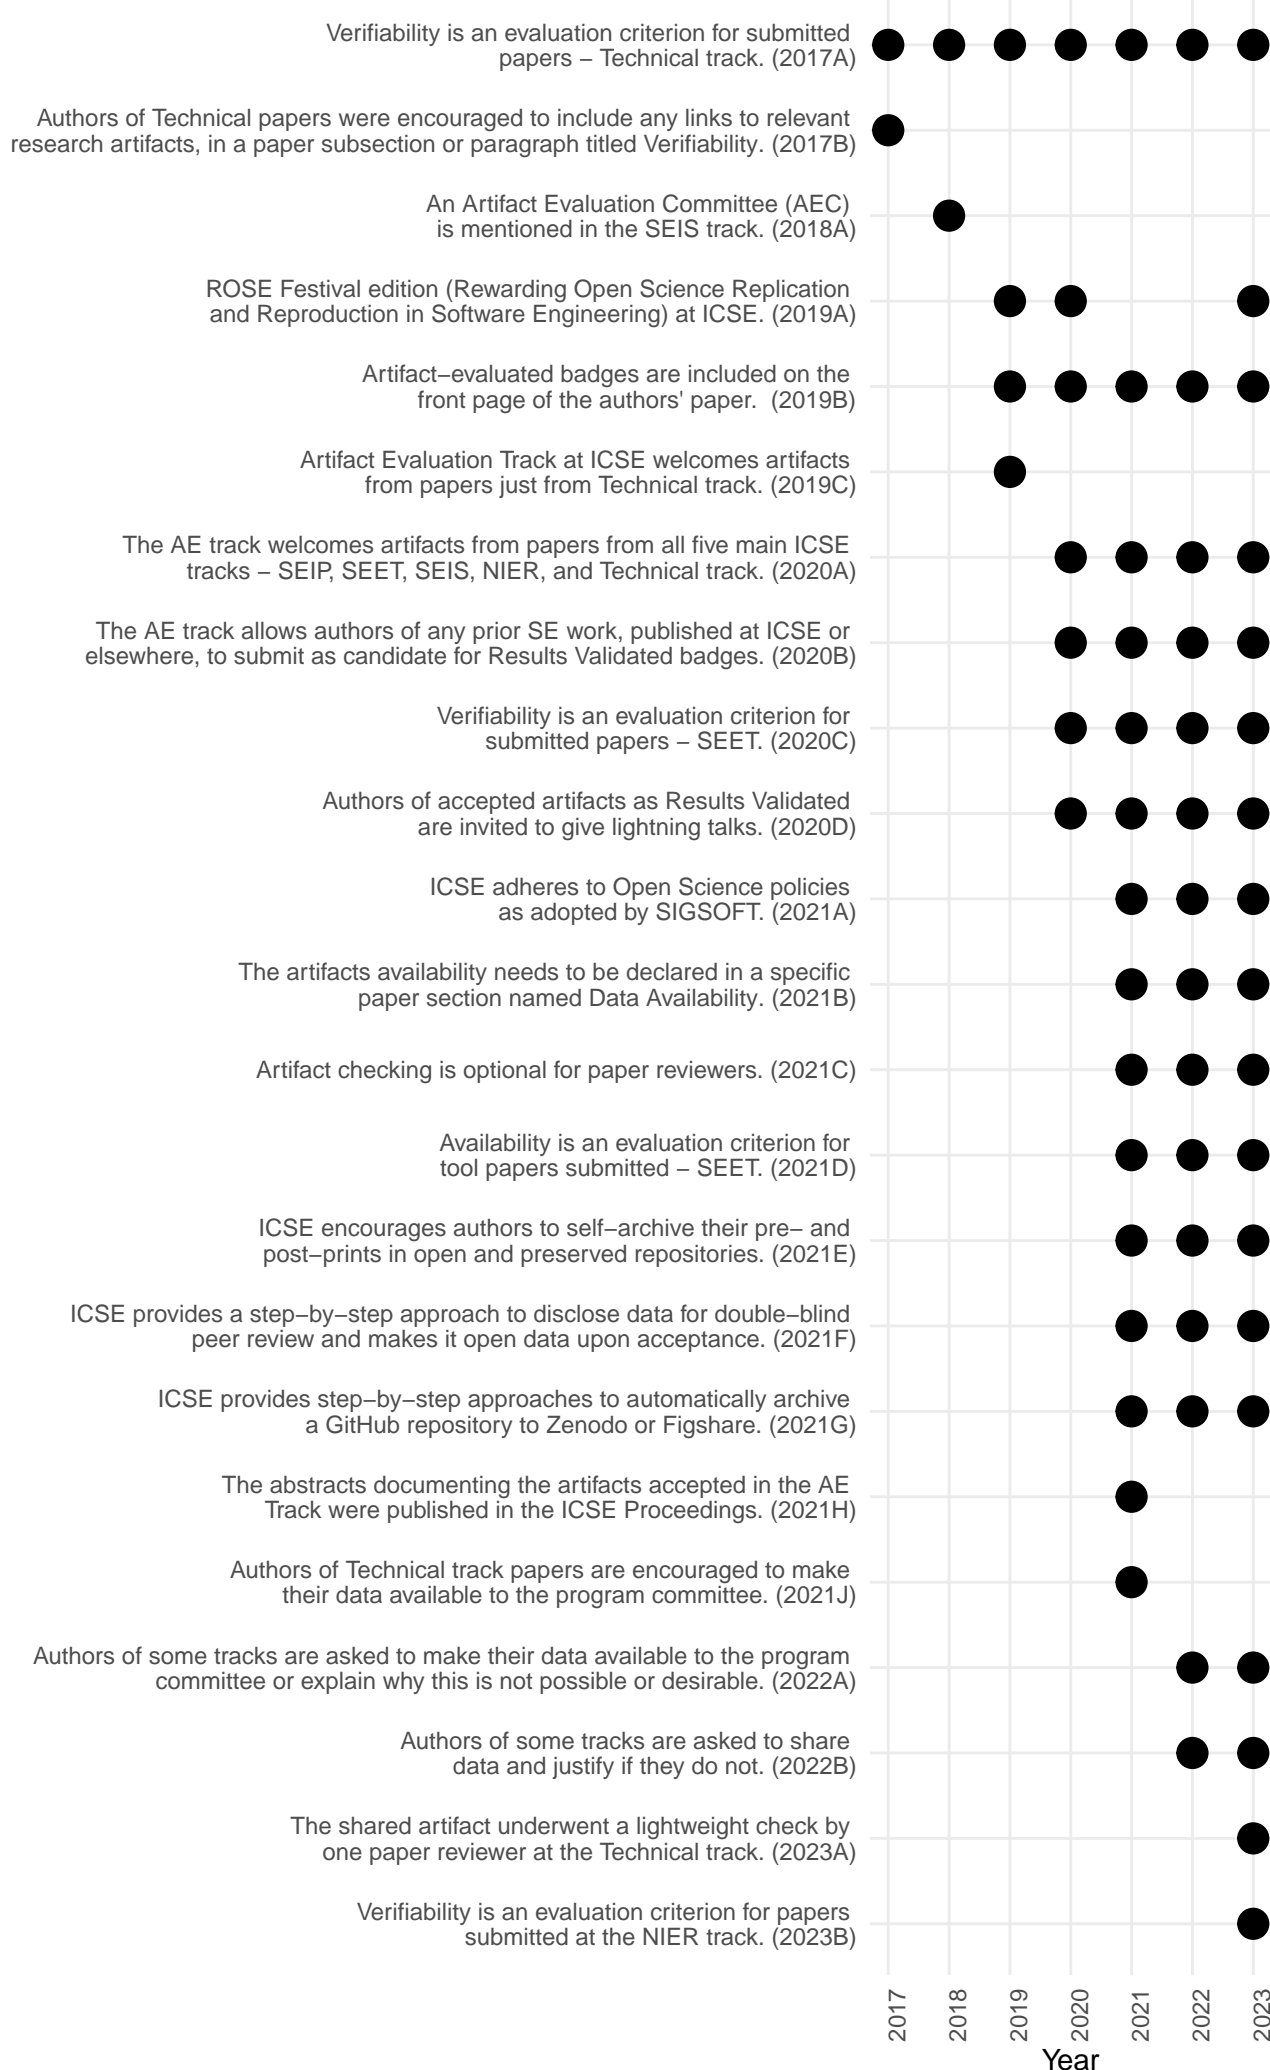 Verifiability is an evaluation criterion for submitted
papers – Technical track. (2017A)
Authors of Technical papers were encouraged to include any links to relevant
research artifacts, in a paper subsection or paragraph titled Verifiability. (2017B)
An Artifact Evaluation Committee (AEC)
is mentioned in the SEIS track. (2018A)
ROSE Festival edition (Rewarding Open Science Replication
and Reproduction in Software Engineering) at ICSE. (2019A)
Artifact–evaluated badges are included on the
front page of the authors' paper. (2019B)
Artifact Evaluation Track at ICSE welcomes artifacts
from papers just from Technical track. (2019C)
The AE track welcomes artifacts from papers from all five main ICSE
tracks – SEIP, SEET, SEIS, NIER, and Technical track. (2020A)
The AE track allows authors of any prior SE work, published at ICSE or
elsewhere, to submit as candidate for Results Validated badges. (2020B)
Verifiability is an evaluation criterion for
submitted papers – SEET. (2020C)
Authors of accepted artifacts as Results Validated
are invited to give lightning talks. (2020D)
ICSE adheres to Open Science policies
as adopted by SIGSOFT. (2021A)
The artifacts availability needs to be declared in a specific
paper section named Data Availability. (2021B)
Artifact checking is optional for paper reviewers. (2021C)
Availability is an evaluation criterion for
tool papers submitted – SEET. (2021D)
ICSE encourages authors to self–archive their pre– and
post–prints in open and preserved repositories. (2021E)
ICSE provides a step–by–step approach to disclose data for double–blind
peer review and makes it open data upon acceptance. (2021F)
ICSE provides step–by–step approaches to automatically archive
a GitHub repository to Zenodo or Figshare. (2021G)
The abstracts documenting the artifacts accepted in the AE
Track were published in the ICSE Proceedings. (2021H)
Authors of Technical track papers are encouraged to make
their data available to the program committee. (2021J)
Authors of some tracks are asked to make their data available to the program
committee or explain why this is not possible or desirable. (2022A)
Authors of some tracks are asked to share
data and justify if they do not. (2022B)
The shared artifact underwent a lightweight check by
one paper reviewer at the Technical track. (2023A)
Verifiability is an evaluation criterion for papers
submitted at the NIER track. (2023B)
2017
2018
2019
2020
2021
2022
2023
Year